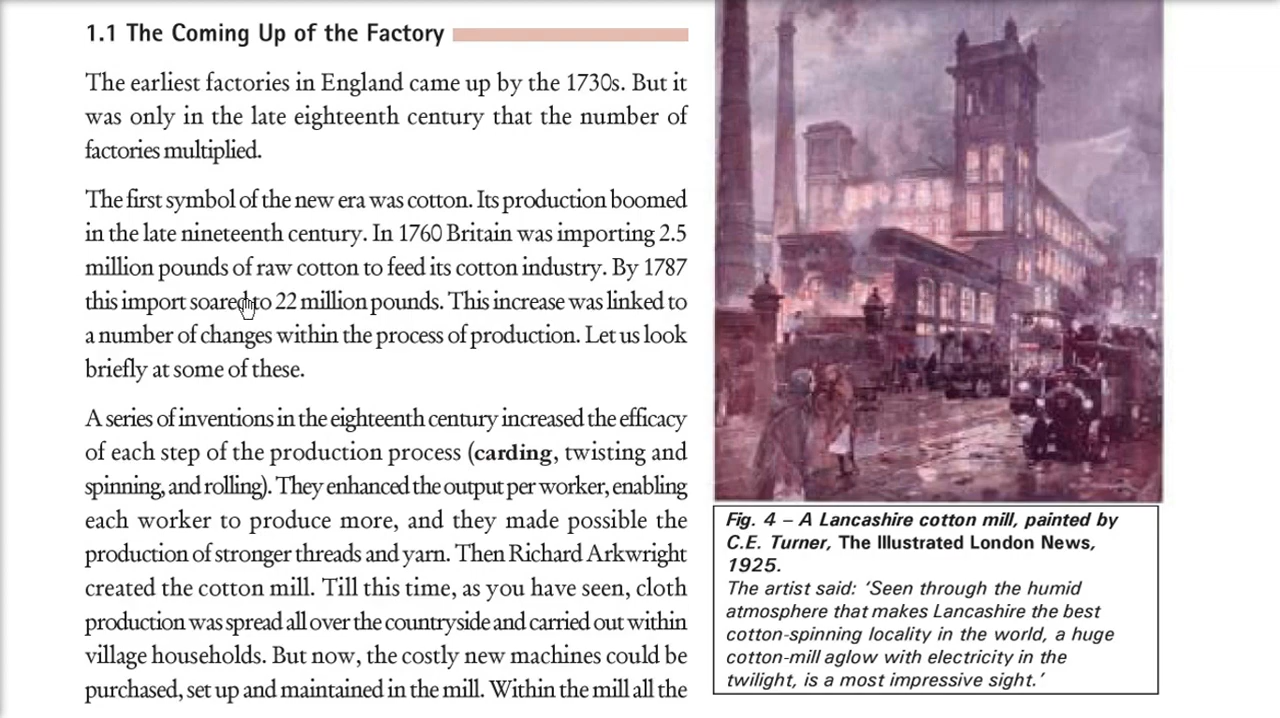 1.1 The Coming Up of the Factory
The earliest factories in England came up by the 1730s. But it
was only in the late eighteenth century that the number of
factories multiplied.
The first symbol of the new era was cotton. Its production boomed
in the late nineteenth century. In 1760 Britain was importing 2.5
million pounds of raw cotton to feed its cotton industry. By 1787
this import soared to 22 million pounds. This increase was linked to
a number of changes within the process of production. Let us look
briefly at some of these.
A series of inventions in the eighteenth century increased the efficacy
of each step of the production process (carding, twisting and
spinning, and rolling). They enhanced the output per worker, enabling
each worker to produce more, and they made possible the
production of stronger threads and yarn. Then Richard Arkwright
created the cotton mill. Till this time, as you have seen, cloth
production was spread all over the countryside and carried out within
village households. But now, the costly new machines could be
purchased, set up and maintained in the mill. Within the mill all the
Fig. 4 – A Lancashire cotton mill, painted by
C.E. Turner, The Illustrated London News,
1925.
The artist said: ‘Seen through the humid
atmosphere that makes Lancashire the best
cotton-spinning locality in the world, a huge
cotton-mill aglow with electricity in the
twilight, is a most impressive sight.’